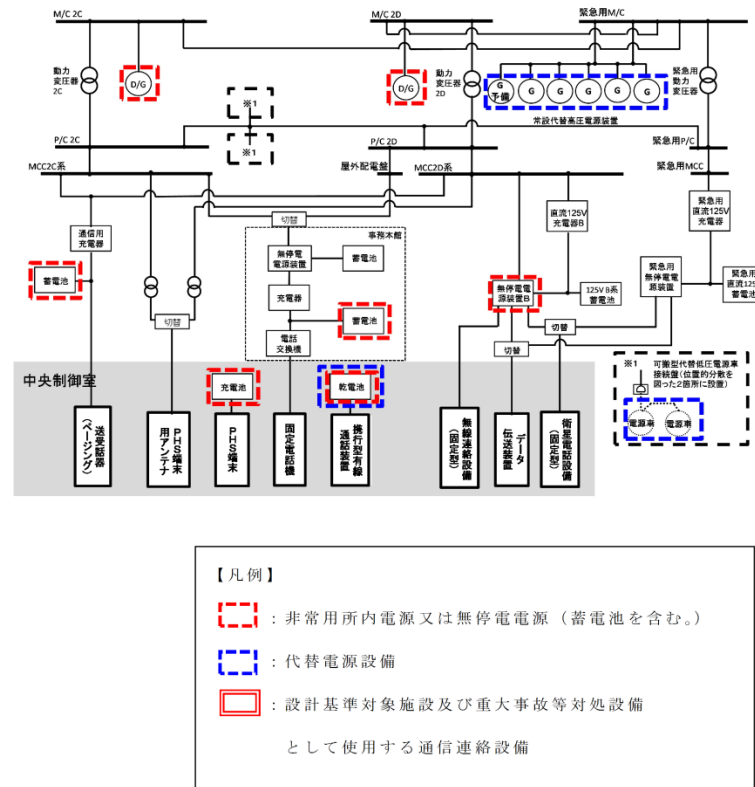 M/C 2C
M/C 2D
緊急用M/C
動力
変圧器
2C
D/G
D/G
動力
変圧器
2D
G
予備
G
G
G
G
G
緊急用
動力
変圧器
常設代替高圧電源装置
※1
※1
P/C 2C
P/C 2D
緊急用P/C
MCC2C系
屋外配電盤
MCC2D系
緊急用MCC
通信用
充電器
蓄電池
切替
切替
事務本館
無停電
電源装置
蓄電池
充電器
蓄電池
電話
交換機
直流125V
充電器B
無停電電
源装置B
125V B系
蓄電池
切替
切替
緊急用
直流125V
充電器
緊急用
無停電電
源装置
緊急用
直流125V
蓄電池
※1 可搬型代替低圧電源車
接続盤(位置的分散を
図った2箇所に設置)
電源車
電源車
中央制御室
充電池
乾電池
送受話器
(ページング)
PHS端末
用アンテナ
PHS端末
固定電話機
携行型有線
通話装置
無線連絡設備
(固定型)
データ
伝送装置
衛星電話設備
(固定型)
【凡例】
:非常用所内電源又は無停電電源(蓄電池を含む。)
:代替電源設備
:設計基準対象施設及び重大事故等対処設備
として使用する通信連絡設備